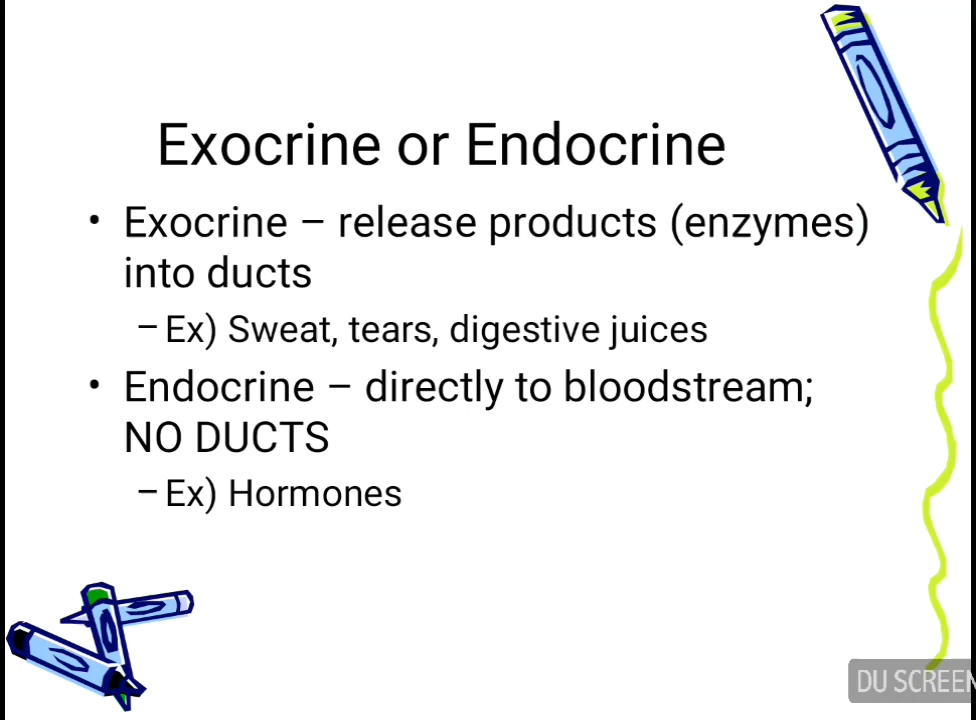 Exocrine or Endocrine
• Exocrine – release products (enzymes)
into ducts
– Ex) Sweat, tears, digestive juices
• Endocrine – directly to bloodstream;
NO DUCTS
– Ex) Hormones
DU SCREEN